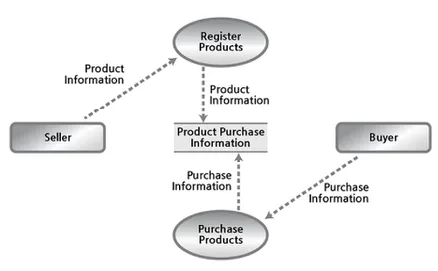 Register
Products
Product
Information
Product
Information
Seller
Product Purchase
Information
Buyer
Purchase
Information
Purchase
Information
Purchase
Products